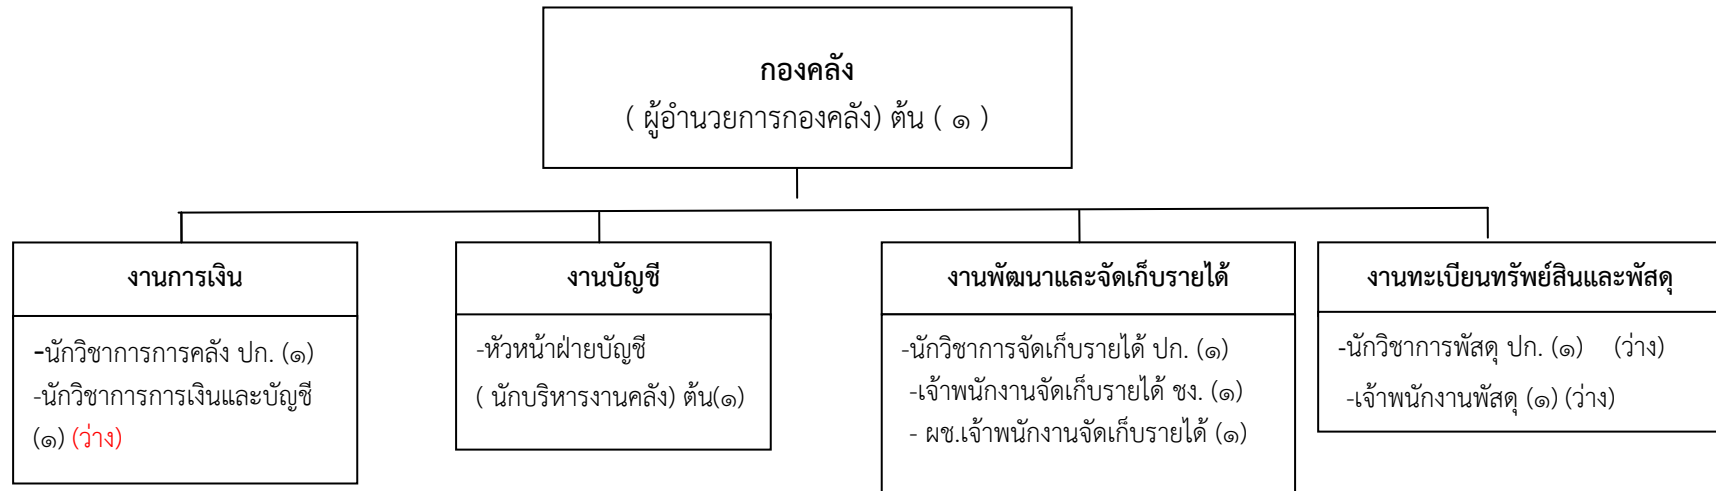 กองคลัง
( ผู้อำนวยการกองคลัง) ต้น ( ๑ )
งานการเงิน
-นักวิชาการการคลัง ปก. (๑)
-นักวิชาการการเงินและบัญชี
(๑) (ว่าง)
งานบัญชี
-หัวหน้าฝ่ายบัญชี
( นักบริหารงานคลัง) ต้น(๑)
งานพัฒนาและจัดเก็บรายได้
-นักวิชาการจัดเก็บรายได้ ปก. (๑)
-เจ้าพนักงานจัดเก็บรายได้ ชง. (๑)
- ผช.เจ้าพนักงานจัดเก็บรายได้ (๑)
งานทะเบียนทรัพย์สินและพัสดุ
-นักวิชาการพัสดุ ปก. (๑) (ว่าง)
-เจ้าพนักงานพัสดุ (๑) (ว่าง)